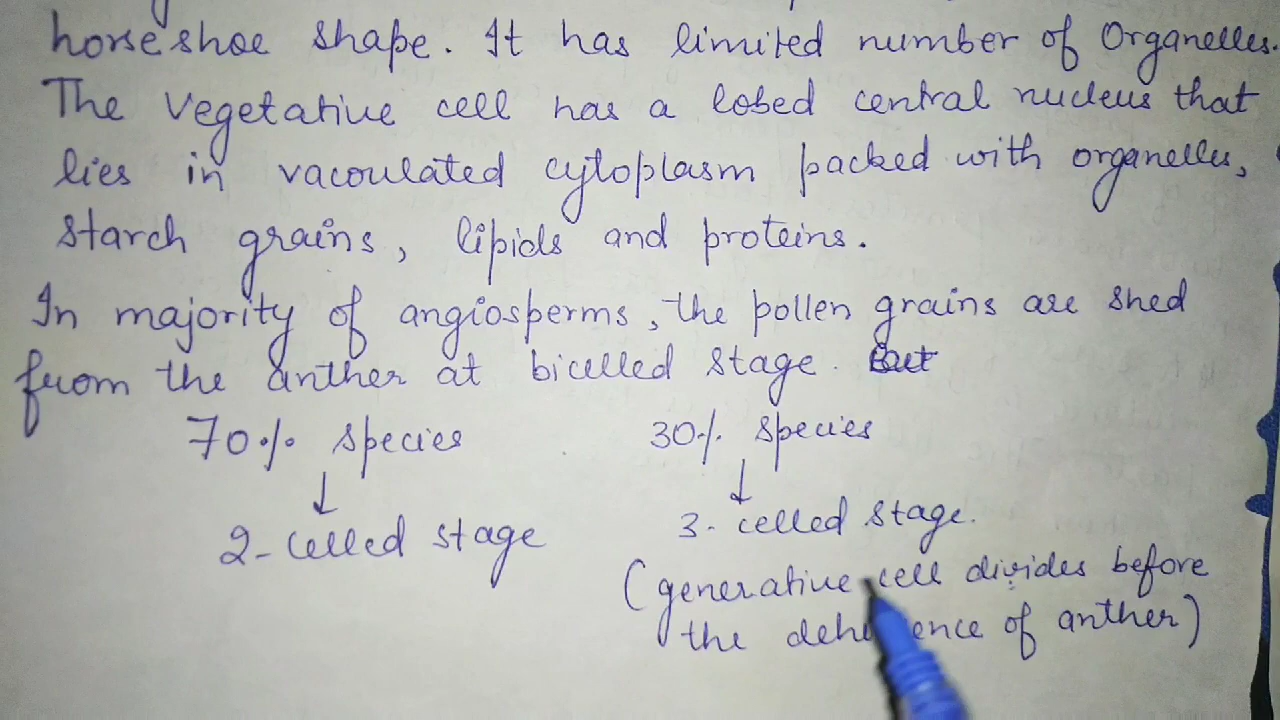 horse shoe shape. It has limited number of Organelles.
The vegetative cell has a lobed central nucleus that
lies in vacoulated cytoplasm packed with organelles,
starch grains, lipids and proteins.
In majority of angiosperms, the pollen grains are shed
from the anther at bicelled stage. But
70% species 30% species
↓ ↓
2-celled stage 3-celled stage.
(generative cell divides before
the of anther)